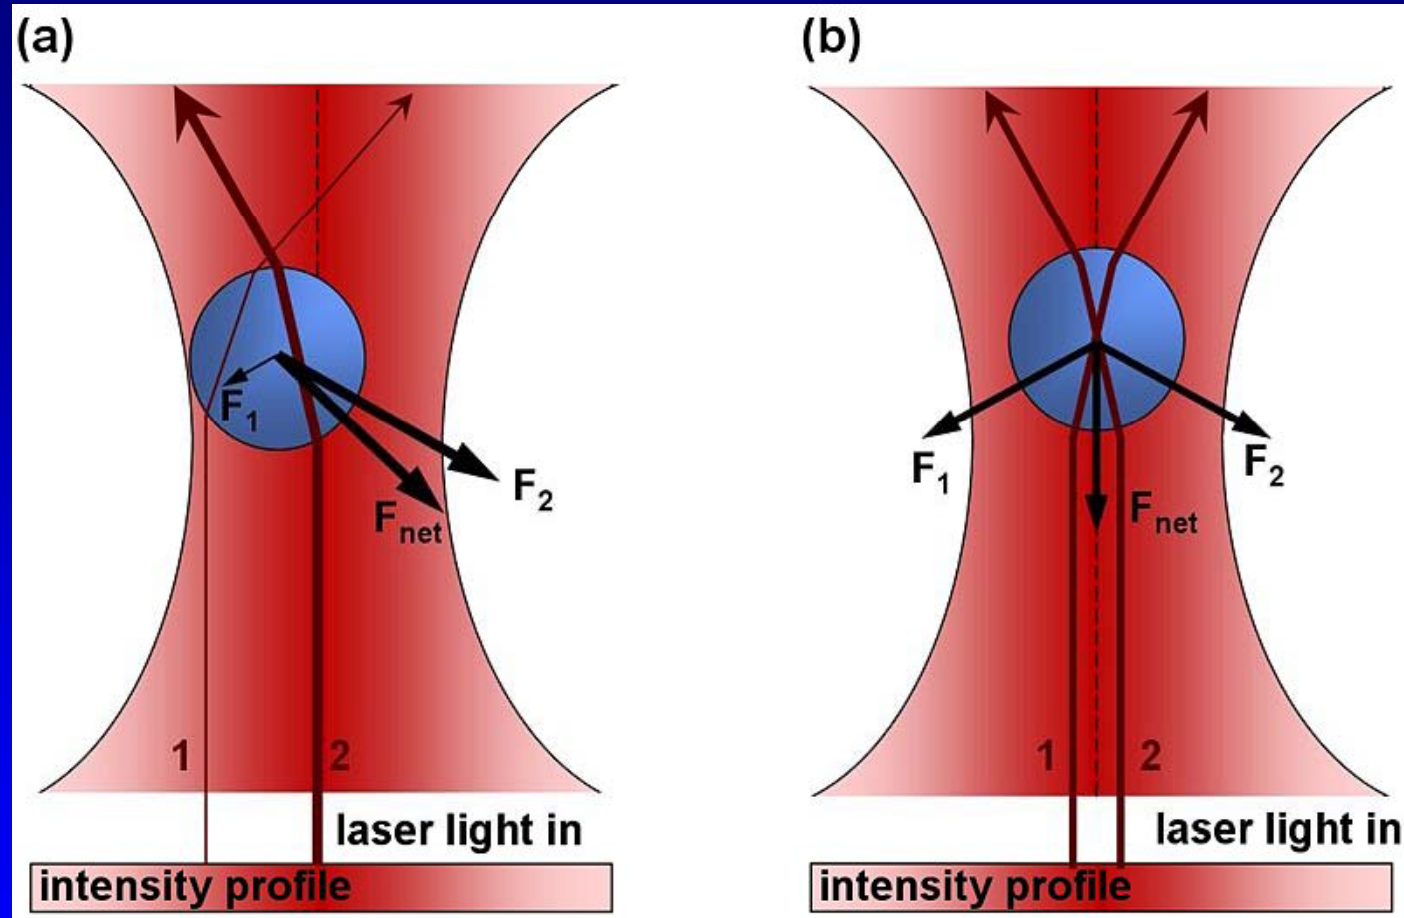 (a)
F1
F2
Fnet
1
2
laser light in
intensity profile
(b)
F1
F2
Fnet
1
2
laser light in
intensity profile